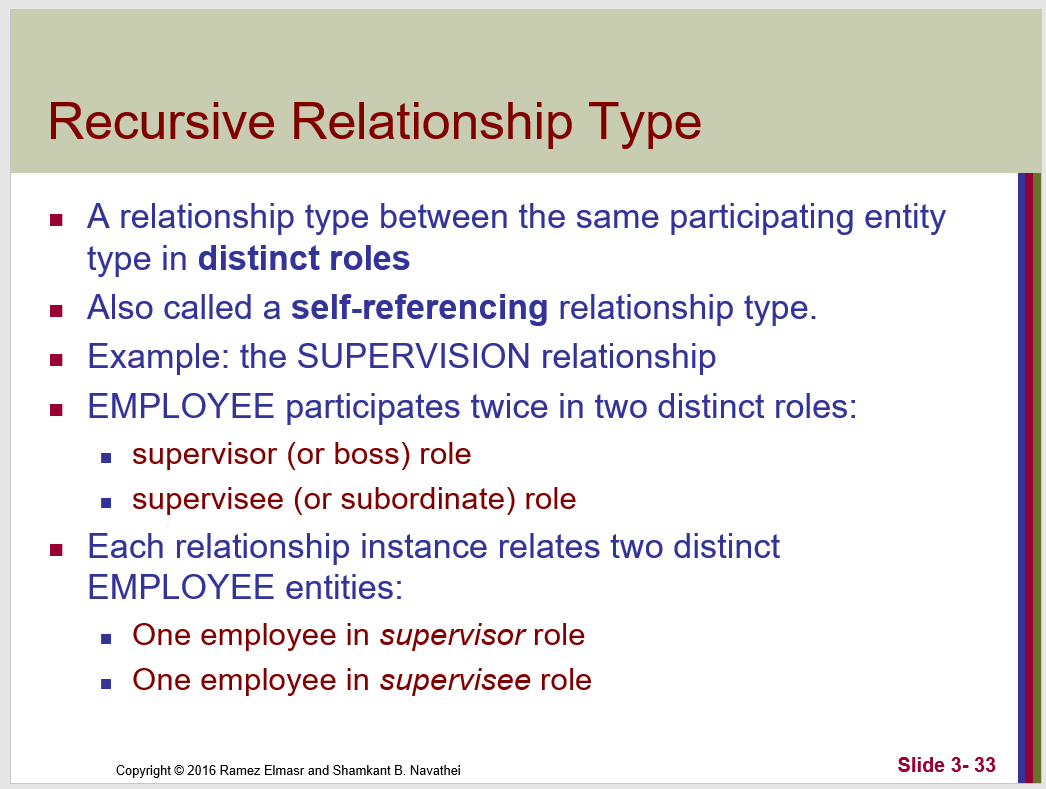 Recursive Relationship Type
A relationship type between the same participating entity
type in distinct roles
Also called a self-referencing relationship type.
Example: the SUPERVISION relationship
EMPLOYEE participates twice in two distinct roles:
supervisor (or boss) role
supervisee (or subordinate) role
Each relationship instance relates two distinct
EMPLOYEE entities:
One employee in supervisor role
One employee in supervisee role
Copyright © 2016 Ramez Elmasr and Shamkant B. Navathei
Slide 3- 33